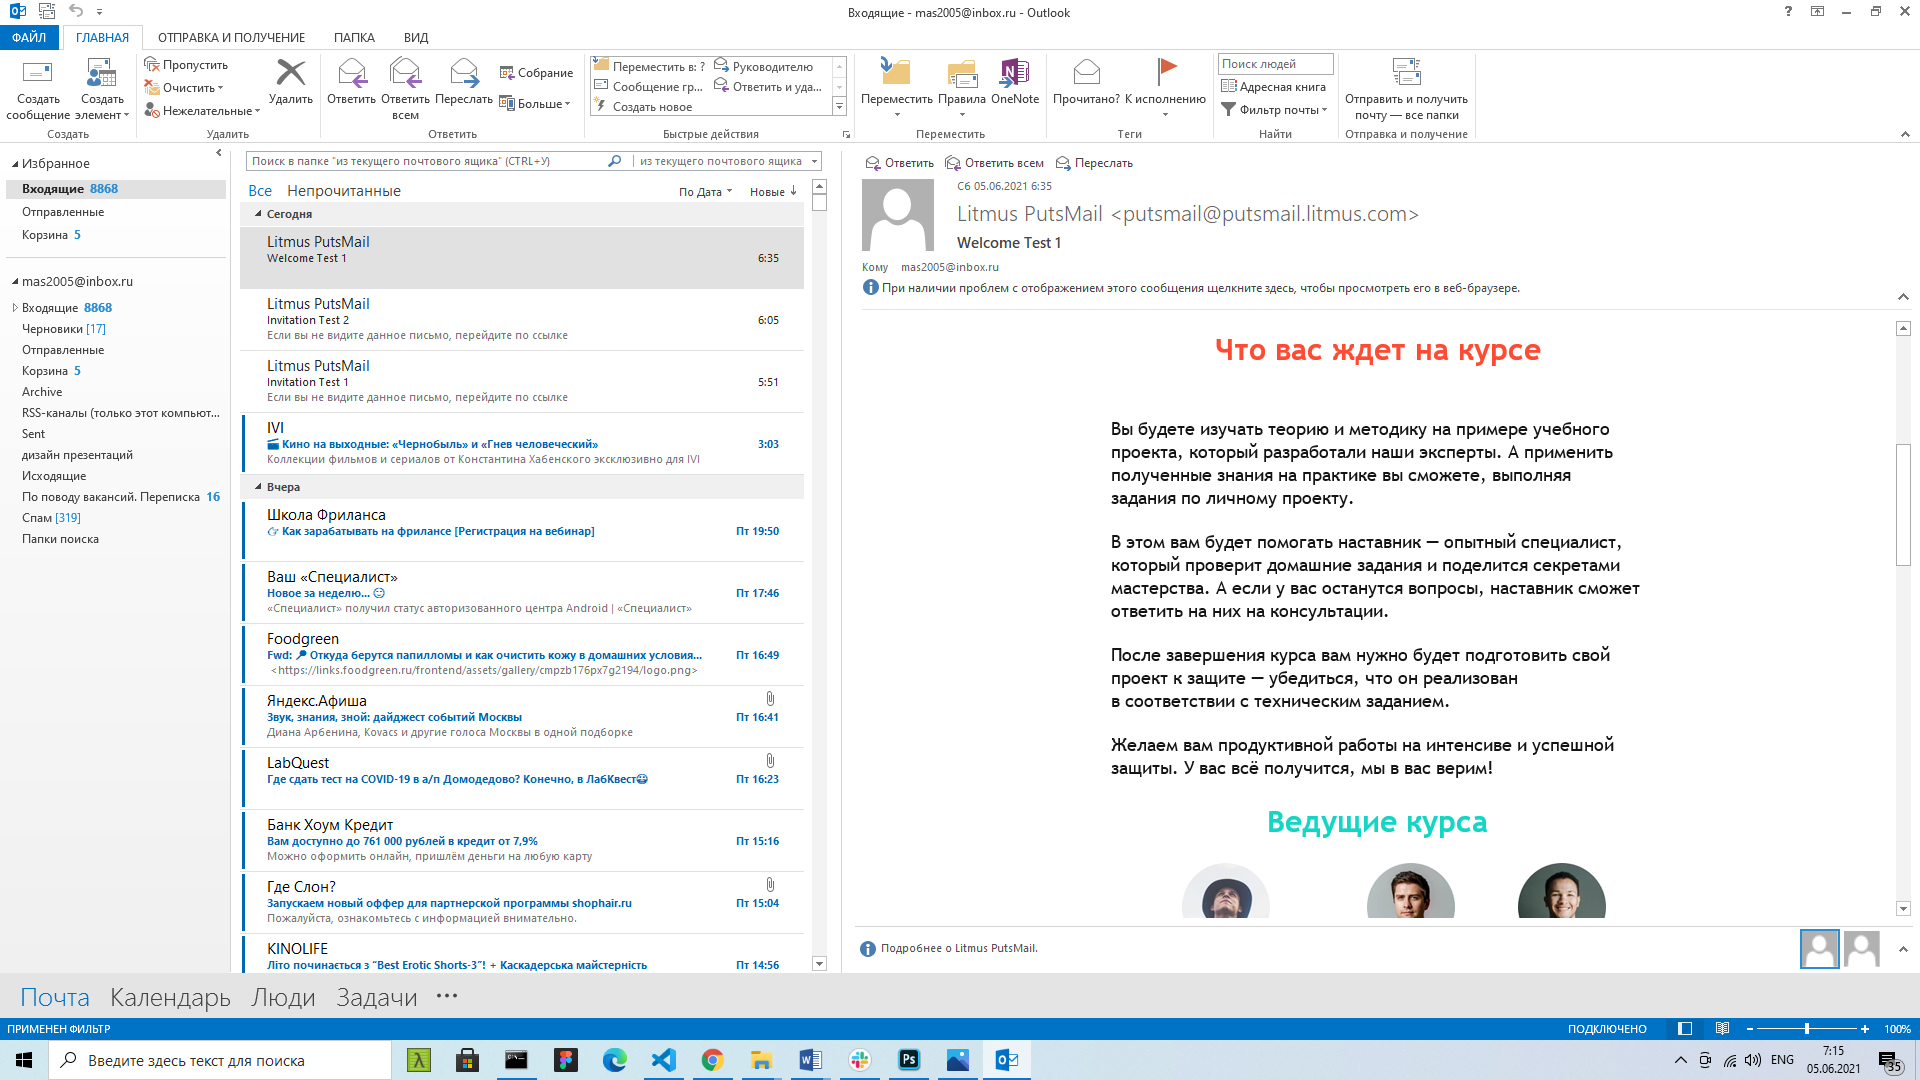 Входящие - mas2005@inbox.ru - Outlook
ФАЙЛ ГЛАВНАЯ ОТПРАВКА И ПОЛУЧЕНИЕ ПАПКА ВИД
Создать сообщение
Создать элемент
Создать
Пропустить
Очистить
Нежелательные
Удалить
Удалить
Ответить
Ответить всем
Переслать
Собрание
Больше
Ответить
Переместить в: ?
Сообщение гр...
Создать новое
Руководителю
Ответить и уда...
Быстрые действия
Переместить
Правила
OneNote
Переместить
Прочитано?
К исполнению
Теги
Поиск людей
Адресная книга
Фильтр почты
Найти
Отправить и получить
почту — все папки
Отправка и получение
Избранное
Входящие 8868
Отправленные
Корзина 5
mas2005@inbox.ru
Входящие 8868
Черновики [17]
Отправленные
Корзина 5
Archive
RSS-каналы (только этот компьют...
Sent
дизайн презентаций
Исходящие
По поводу вакансий. Переписка 16
Спам [319]
Папки поиска
Поиск в папке "из текущего почтового ящика" (CTRL+У) из текущего почтового ящика
Все Непрочитанные По Дата Новые
Сегодня
Litmus PutsMail
Welcome Test 1 6:35
Litmus PutsMail
Invitation Test 2 6:05
Если вы не видите данное письмо, перейдите по ссылке
Litmus PutsMail
Invitation Test 1 5:51
Если вы не видите данное письмо, перейдите по ссылке
IVI
Кино на выходные: «Чернобыль» и «Гнев человеческий» 3:03
Коллекции фильмов и сериалов от Константина Хабенского эксклюзивно для IVI
Вчера
Школа Фриланса
Как зарабатывать на фрилансе [Регистрация на вебинар] Пт 19:50
Ваш «Специалист»
Новое за неделю... Пт 17:46
«Специалист» получил статус авторизованного центра Android | «Специалист»
Foodgreen
Fwd: Откуда берутся папилломы и как очистить кожу в домашних условия... Пт 16:49
<https://links.foodgreen.ru/frontend/assets/gallery/cmpzb176px7g2194/logo.png>
Яндекс.Афиша
Звук, знания, зной: дайджест событий Москвы Пт 16:41
Диана Арбенина, Kovacs и другие голоса Москвы в одной подборке
LabQuest
Где сдать тест на COVID-19 в а/п Домодедово? Конечно, в ЛабКвест Пт 16:23
Банк Хоум Кредит
Вам доступно до 761 000 рублей в кредит от 7,9% Пт 15:16
Можно оформить онлайн, пришлём деньги на любую карту
Где Слон?
Запускаем новый оффер для партнерской программы shophair.ru Пт 15:04
Пожалуйста, ознакомьтесь с информацией внимательно.
KINOLIFE
Літо починається з “Best Erotic Shorts-3”! + Каскадерська майстерність Пт 14:56
Ответить Ответить всем Переслать
Сб 05.06.2021 6:35
Litmus PutsMail <putsmail@putsmail.litmus.com>
Welcome Test 1
Кому mas2005@inbox.ru
При наличии проблем с отображением этого сообщения щелкните здесь, чтобы просмотреть его в веб-браузере.
Что вас ждет на курсе
Вы будете изучать теорию и методику на примере учебного
проекта, который разработали наши эксперты. А применить
полученные знания на практике вы сможете, выполняя
задания по личному проекту.
В этом вам будет помогать наставник — опытный специалист,
который проверит домашние задания и поделится секретами
мастерства. А если у вас останутся вопросы, наставник сможет
ответить на них на консультации.
После завершения курса вам нужно будет подготовить свой
проект к защите — убедиться, что он реализован
в соответствии с техническим заданием.
Желаем вам продуктивной работы на интенсиве и успешной
защиты. У вас всё получится, мы в вас верим!
Ведущие курса
Подробнее о Litmus PutsMail.
Почта Календарь Люди Задачи ...
ПРИМЕНЕН ФИЛЬТР ПОДКЛЮЧЕНО 100%
Введите здесь текст для поиска
ENG
7:15
05.06.2021
35